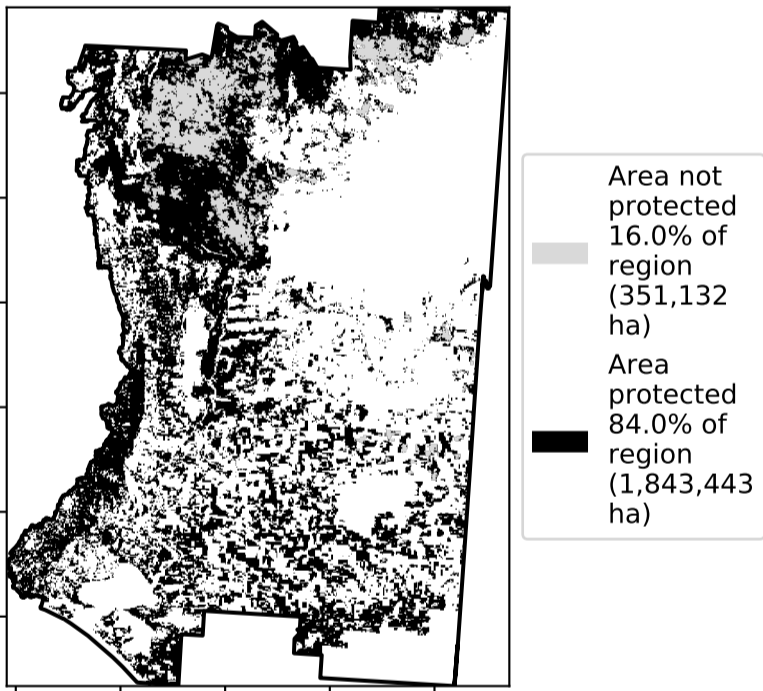 Area not
protected
16.0% of
region
(351,132
ha)
Area
protected
84.0% of
region
(1,843,443
ha)